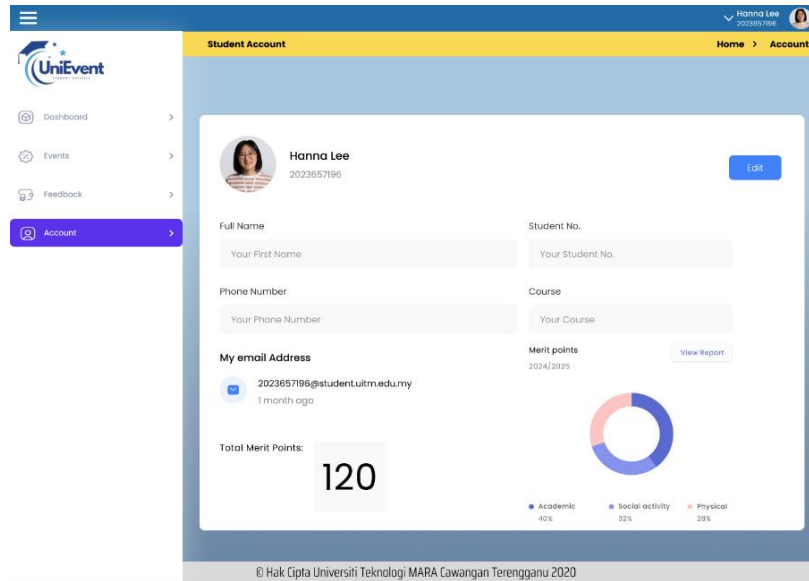 Hanna Lee
2023657196
UniEvent
Student Account
Home > Account
Dashboard
Events
Feedback
Account
Hanna Lee
2023657196
Edit
Full Name
Student No.
Your First Name
Your Student No.
Phone Number
Course
Your Phone Number
Your Course
My email Address
Merit points
View Report
2024/2025
2023657196@student.uitm.edu.my
1 month ago
Total Merit Points:
120
Academic
Social activity
Physical
40%
32%
28%
© Hak Cipta Universiti Teknologi MARA Cawangan Terengganu 2020